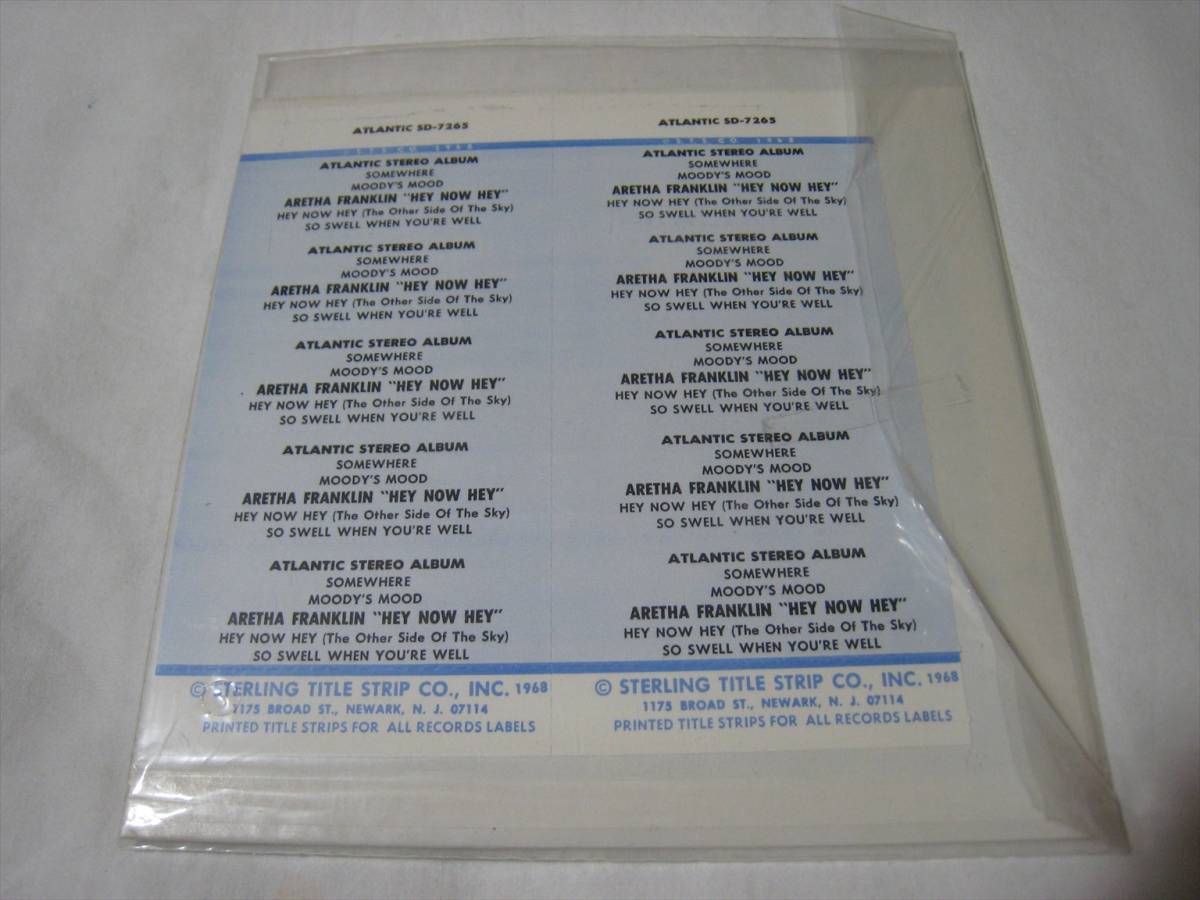 ATLANTIC SD-7265
ATLANTIC STEREO ALBUM
SOMEWHERE
MOODY'S MOOD
ARETHA FRANKLIN "HEY NOW HEY"
HEY NOW HEY (The Other Side Of The Sky)
SO SWELL WHEN YOU'RE WELL
ATLANTIC STEREO ALBUM
SOMEWHERE
MOODY'S MOOD
ARETHA FRANKLIN "HEY NOW HEY"
HEY NOW HEY (The Other Side Of The Sky)
SO SWELL WHEN YOU'RE WELL
ATLANTIC STEREO ALBUM
SOMEWHERE
MOODY'S MOOD
ARETHA FRANKLIN "HEY NOW HEY"
HEY NOW HEY (The Other Side Of The Sky)
SO SWELL WHEN YOU'RE WELL
ATLANTIC STEREO ALBUM
SOMEWHERE
MOODY'S MOOD
ARETHA FRANKLIN "HEY NOW HEY"
HEY NOW HEY (The Other Side Of The Sky)
SO SWELL WHEN YOU'RE WELL
ATLANTIC STEREO ALBUM
SOMEWHERE
MOODY'S MOOD
ARETHA FRANKLIN "HEY NOW HEY"
HEY NOW HEY (The Other Side Of The Sky)
SO SWELL WHEN YOU'RE WELL
© STERLING TITLE STRIP CO., INC. 1968
1175 BROAD ST., NEWARK, N. J. 07114
PRINTED TITLE STRIPS FOR ALL RECORDS LABELS
ATLANTIC SD-7265
ATLANTIC STEREO ALBUM
SOMEWHERE
MOODY'S MOOD
ARETHA FRANKLIN "HEY NOW HEY"
HEY NOW HEY (The Other Side Of The Sky)
SO SWELL WHEN YOU'RE WELL
ATLANTIC STEREO ALBUM
SOMEWHERE
MOODY'S MOOD
ARETHA FRANKLIN "HEY NOW HEY"
HEY NOW HEY (The Other Side Of The Sky)
SO SWELL WHEN YOU'RE WELL
ATLANTIC STEREO ALBUM
SOMEWHERE
MOODY'S MOOD
ARETHA FRANKLIN "HEY NOW HEY"
HEY NOW HEY (The Other Side Of The Sky)
SO SWELL WHEN YOU'RE WELL
ATLANTIC STEREO ALBUM
SOMEWHERE
MOODY'S MOOD
ARETHA FRANKLIN "HEY NOW HEY"
HEY NOW HEY (The Other Side Of The Sky)
SO SWELL WHEN YOU'RE WELL
ATLANTIC STEREO ALBUM
SOMEWHERE
MOODY'S MOOD
ARETHA FRANKLIN "HEY NOW HEY"
HEY NOW HEY (The Other Side Of The Sky)
SO SWELL WHEN YOU'RE WELL
© STERLING TITLE STRIP CO., INC. 1968
1175 BROAD ST., NEWARK, N. J. 07114
PRINTED TITLE STRIPS FOR ALL RECORDS LABELS